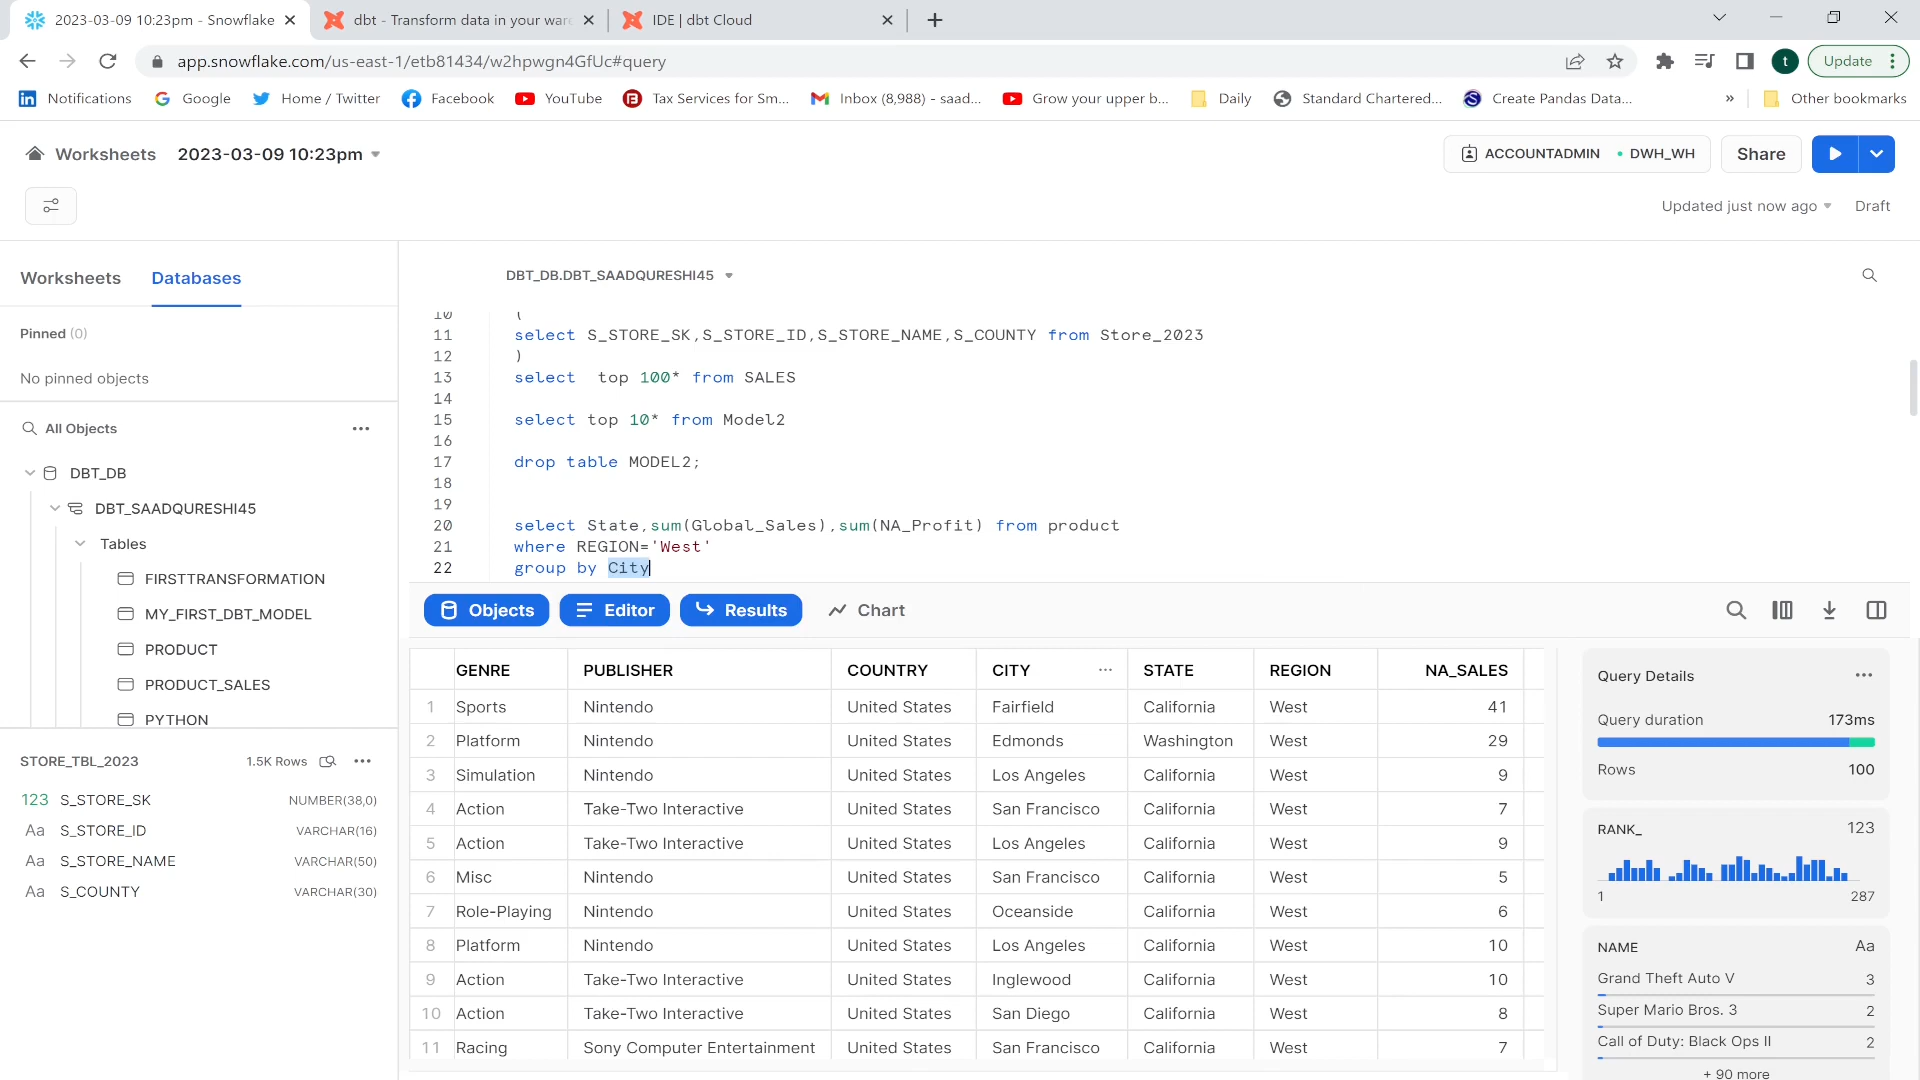 2023-03-09 10:23pm - Snowflake
dbt - Transform data in your ware
IDE | dbt Cloud
app.snowflake.com/us-east-1/etb81434/w2hpwgn4GfUc#query
t
Update
Notifications
Google
Home / Twitter
Facebook
YouTube
Tax Services for Sm...
Inbox (8,988) - saad...
Grow your upper b...
Daily
Standard Chartered...
Create Pandas Data...
»
Other bookmarks
Worksheets
2023-03-09 10:23pm
ACCOUNTADMIN
DWH_WH
Share
Updated just now ago
Draft
Worksheets
Databases
Pinned (0)
No pinned objects
All Objects
DBT_DB
DBT_SAADQURESHI45
Tables
FIRSTTRANSFORMATION
MY_FIRST_DBT_MODEL
PRODUCT
PRODUCT_SALES
PYTHON
STORE_TBL_2023
1.5K Rows
123 S_STORE_SK NUMBER(38,0)
Aa S_STORE_ID VARCHAR(16)
Aa S_STORE_NAME VARCHAR(50)
Aa S_COUNTY VARCHAR(30)
DBT_DB.DBT_SAADQURESHI45
10 (
11 select S_STORE_SK,S_STORE_ID,S_STORE_NAME,S_COUNTY from Store_2023
12 )
13 select top 100* from SALES
14
15 select top 10* from Model2
16
17 drop table MODEL2;
18
19
20 select State,sum(Global_Sales),sum(NA_Profit) from product
21 where REGION='West'
22 group by City
Objects
Editor
Results
Chart
GENRE PUBLISHER COUNTRY CITY ... STATE REGION NA_SALES
1 Sports Nintendo United States Fairfield California West 41
2 Platform Nintendo United States Edmonds Washington West 29
3 Simulation Nintendo United States Los Angeles California West 9
4 Action Take-Two Interactive United States San Francisco California West 7
5 Action Take-Two Interactive United States Los Angeles California West 9
6 Misc Nintendo United States San Francisco California West 5
7 Role-Playing Nintendo United States Oceanside California West 6
8 Platform Nintendo United States Los Angeles California West 10
9 Action Take-Two Interactive United States Inglewood California West 10
10 Action Take-Two Interactive United States San Diego California West 8
11 Racing Sony Computer Entertainment United States San Francisco California West 7
Query Details
Query duration 173ms
Rows 100
RANK_ 123
1 287
NAME Aa
Grand Theft Auto V 3
Super Mario Bros. 3 2
Call of Duty: Black Ops II 2
+ 90 more